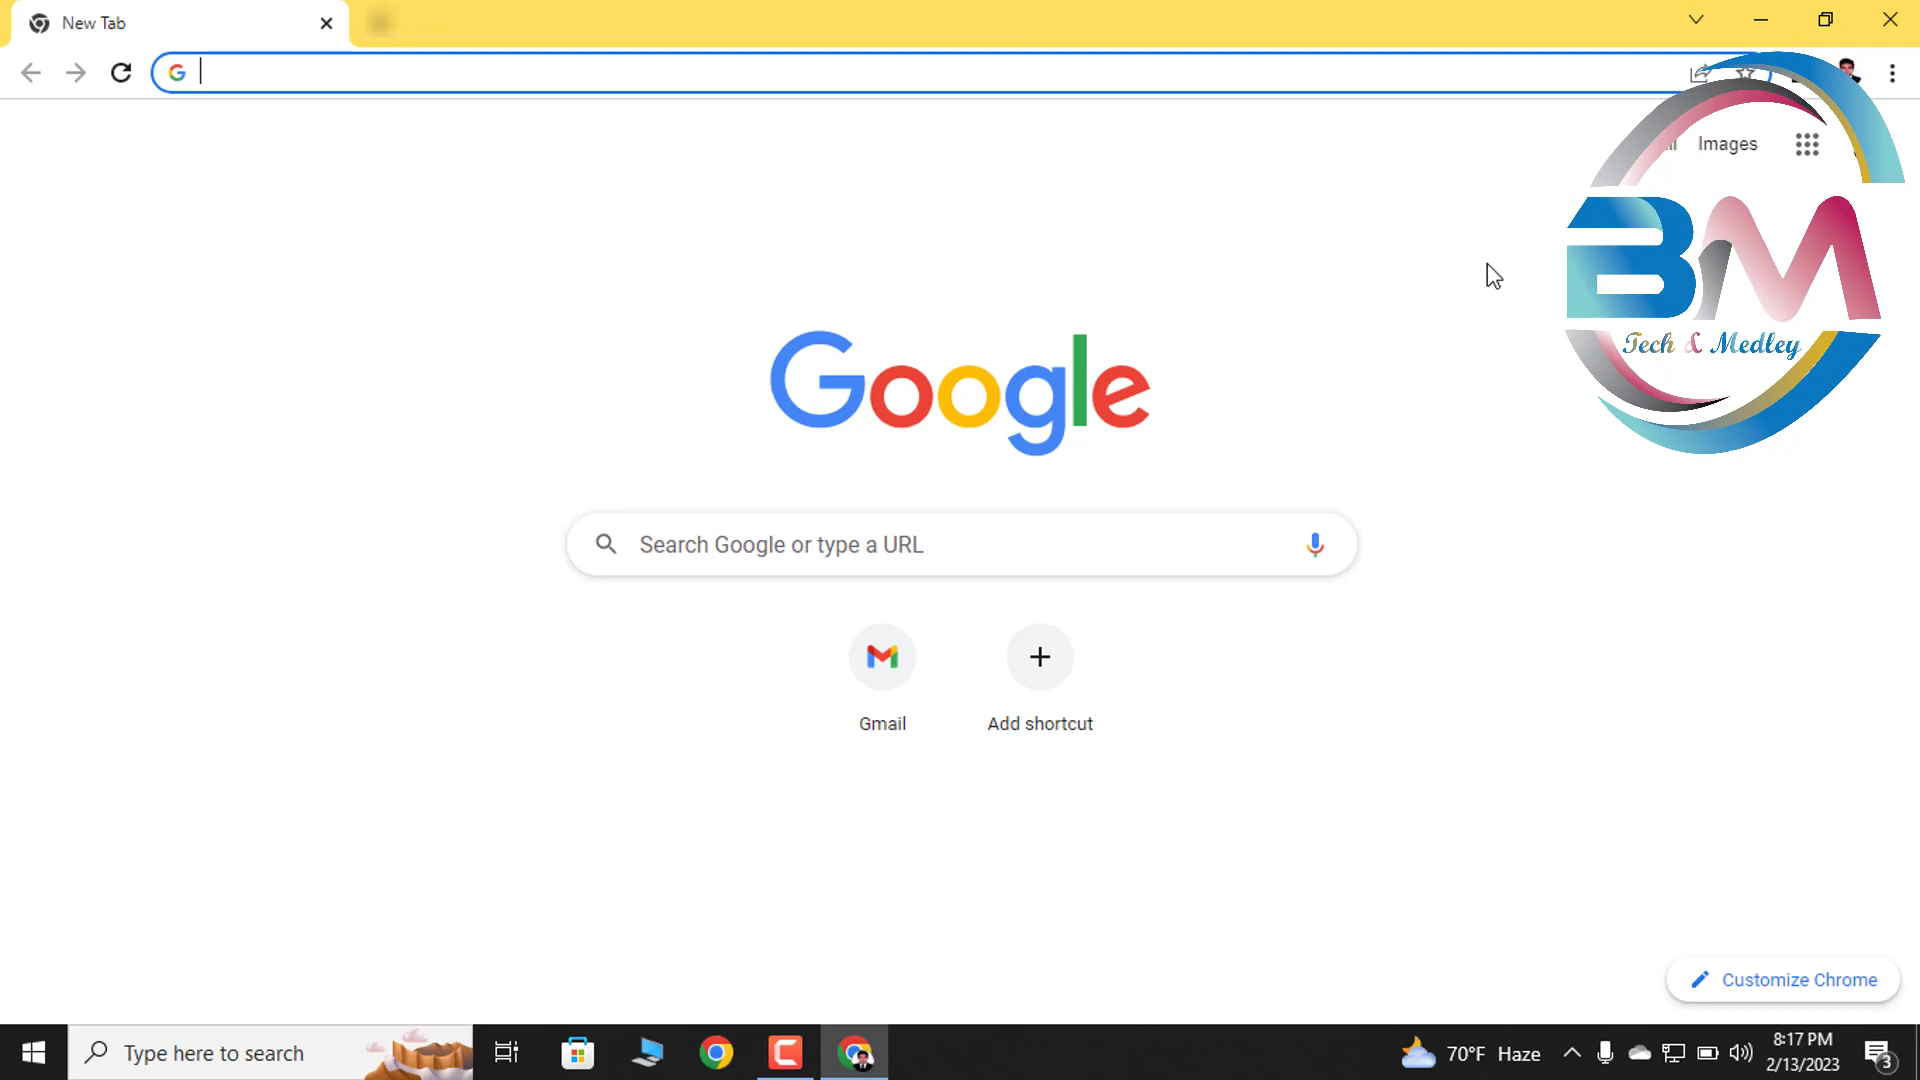 New Tab
Images
BM
Tech & Medley
Google
Search Google or type a URL
Gmail
Add shortcut
Customize Chrome
Type here to search
70°F Haze
8:17 PM
2/13/2023
3